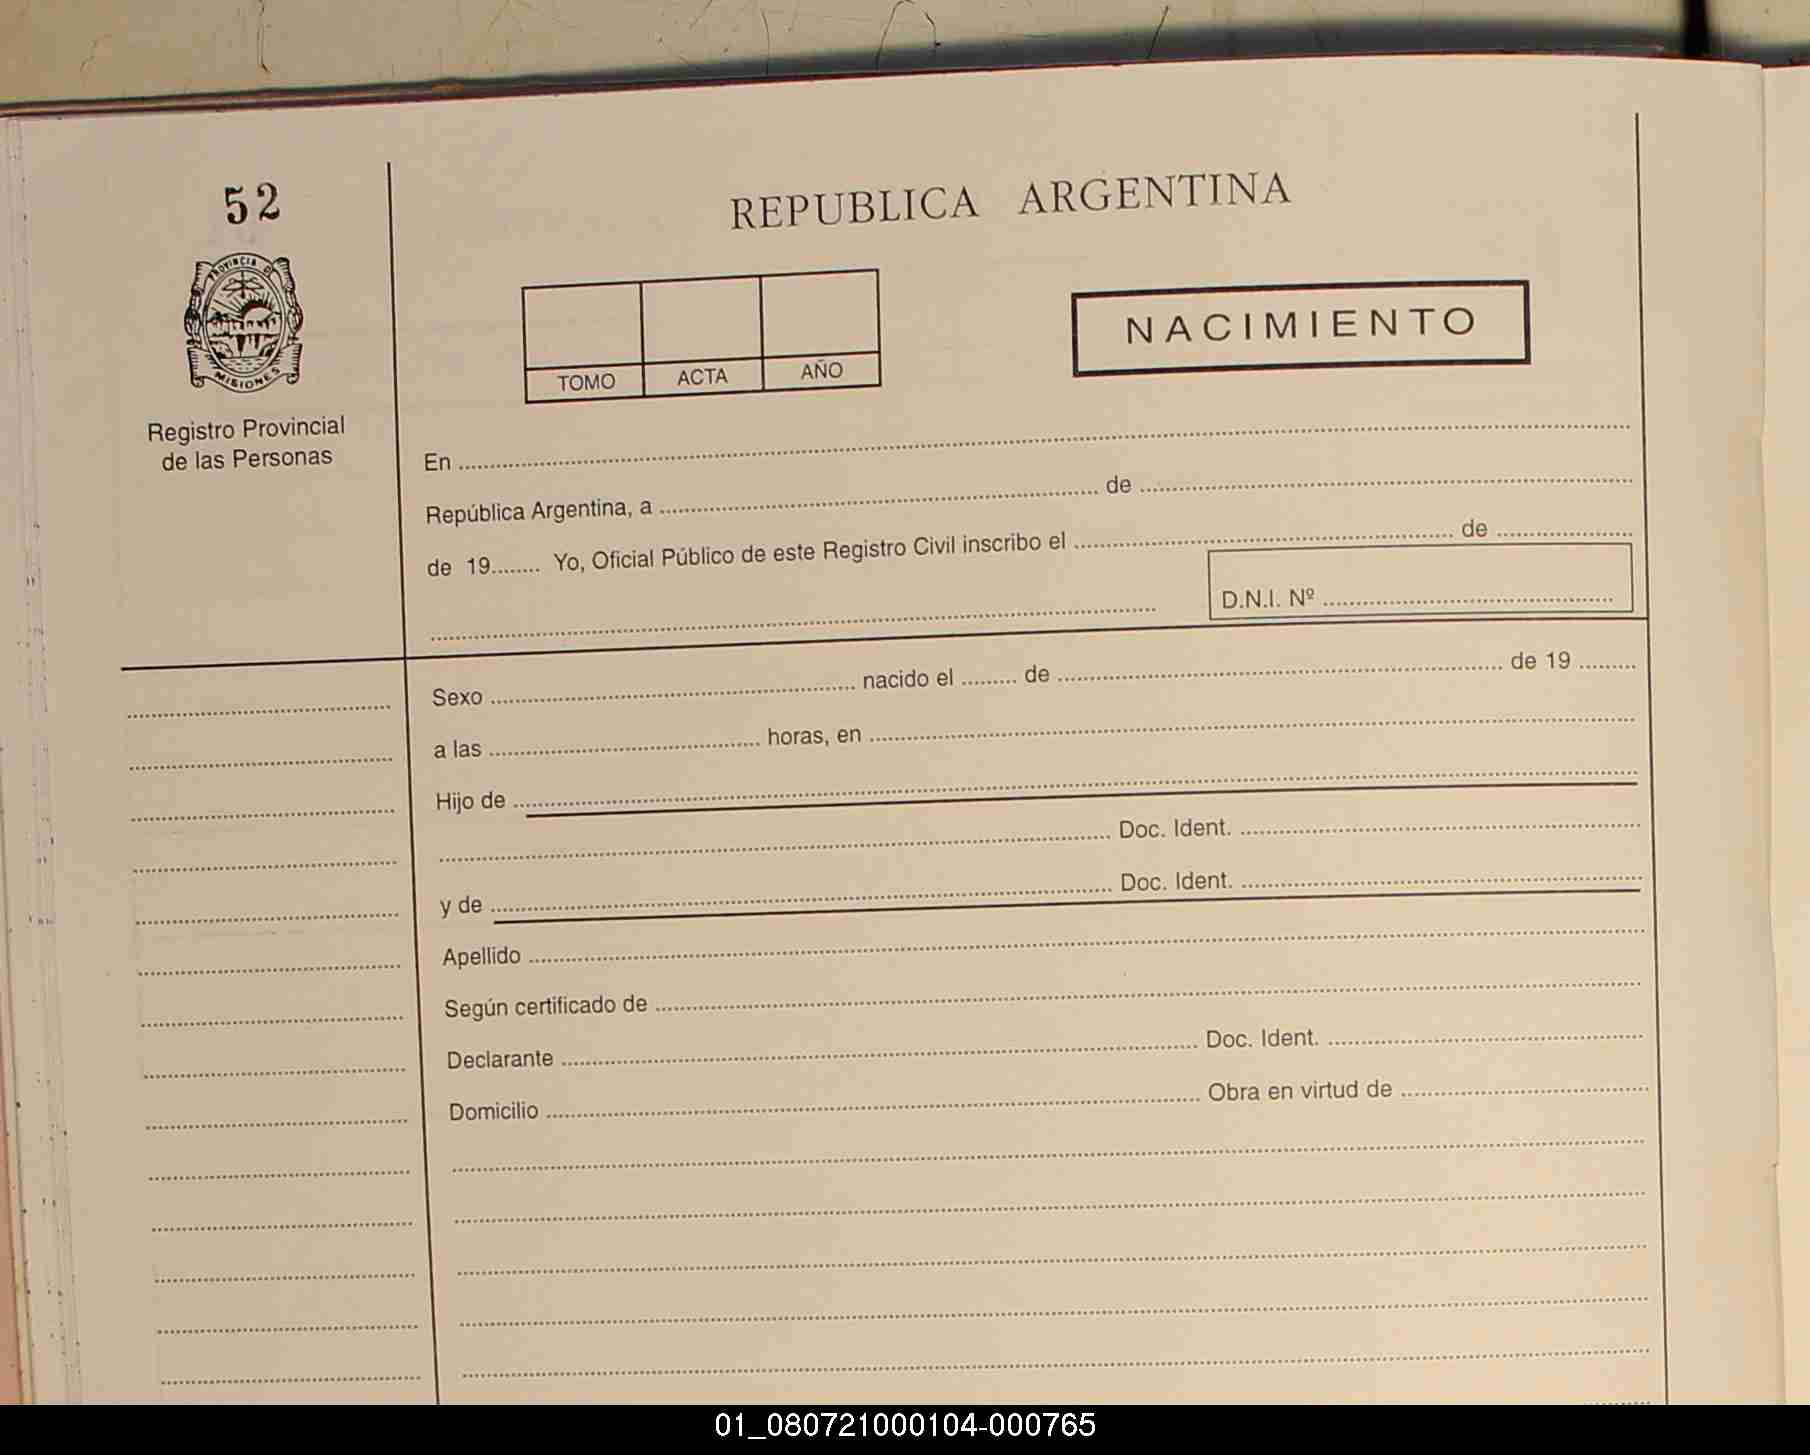 52
PROVINCIA DE
MISIONES
Registro Provincial
de las Personas
REPUBLICA ARGENTINA
TOMO ACTA AÑO
NACIMIENTO
En
República Argentina, a de
de 19........ Yo, Oficial Público de este Registro Civil inscribo el de
D.N.I. Nº
Sexo nacido el ......... de de 19 .........
a las horas, en
Hijo de
Doc. Ident.
y de Doc. Ident.
Apellido
Según certificado de
Declarante Doc. Ident.
Domicilio Obra en virtud de
01_080721000104-000765